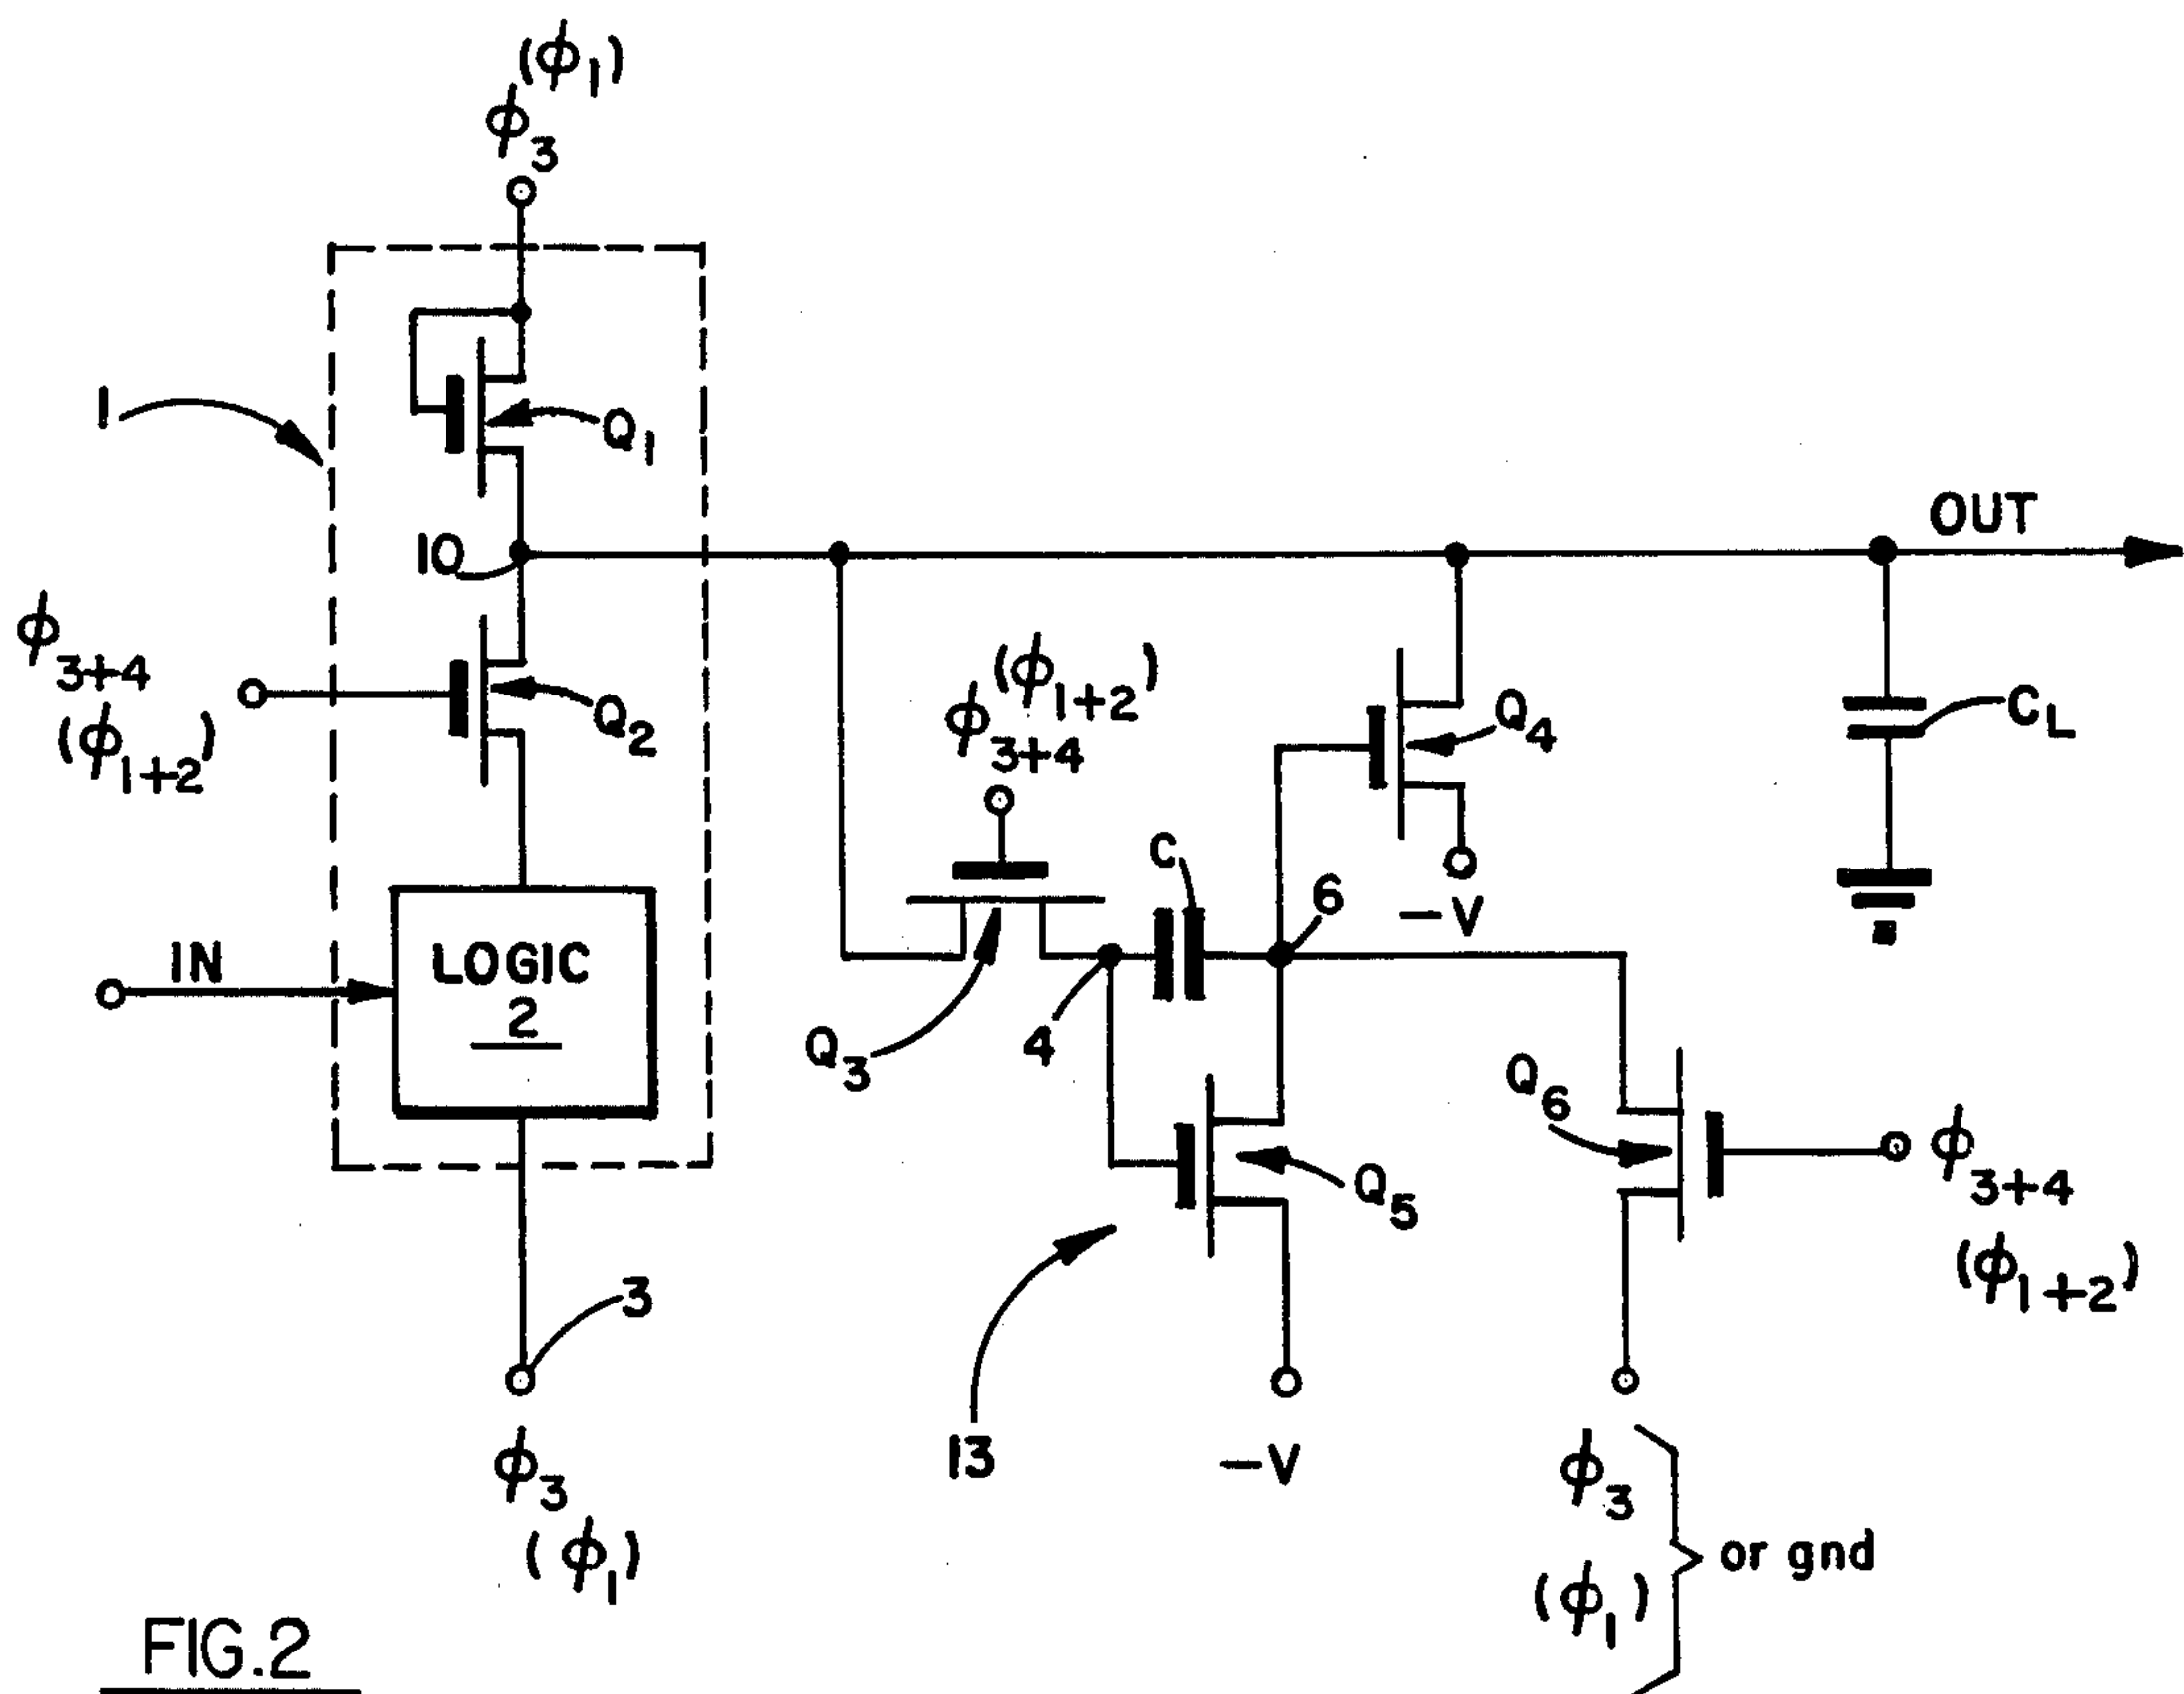 (ϕ1)
ϕ3
1
Q1
10
OUT
ϕ3+4
(ϕ1+2)
Q2
(ϕ1+2)
ϕ3+4
Q4
CL
C
6
–V
IN
LOGIC
2
Q3
4
Q6
Q5
ϕ3+4
(ϕ1+2)
3
13
–V
ϕ3
(ϕ1)
ϕ3
(ϕ1)
or gnd
FIG.2